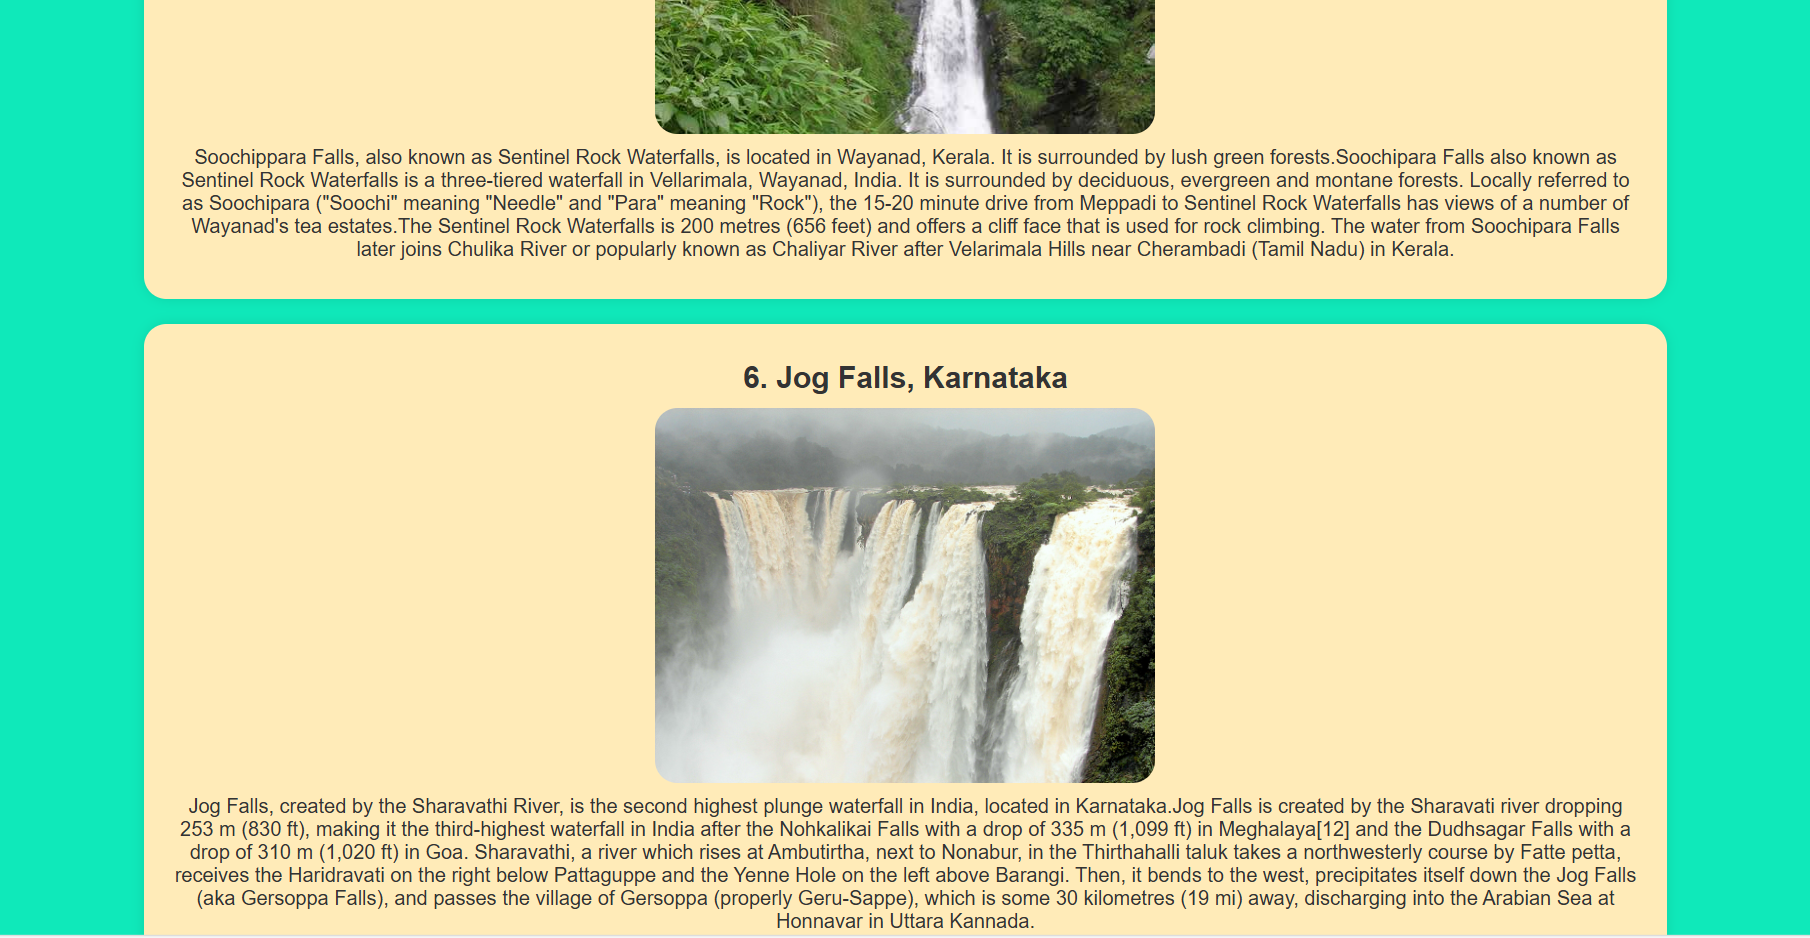 Soochippara Falls, also known as Sentinel Rock Waterfalls, is located in Wayanad, Kerala. It is surrounded by lush green forests.Soochipara Falls also known as
Sentinel Rock Waterfalls is a three-tiered waterfall in Vellarimala, Wayanad, India. It is surrounded by deciduous, evergreen and montane forests. Locally referred to
as Soochipara ("Soochi" meaning "Needle" and "Para" meaning "Rock"), the 15-20 minute drive from Meppadi to Sentinel Rock Waterfalls has views of a number of
Wayanad's tea estates.The Sentinel Rock Waterfalls is 200 metres (656 feet) and offers a cliff face that is used for rock climbing. The water from Soochipara Falls
later joins Chulika River or popularly known as Chaliyar River after Velarimala Hills near Cherambadi (Tamil Nadu) in Kerala.
6. Jog Falls, Karnataka
Jog Falls, created by the Sharavathi River, is the second highest plunge waterfall in India, located in Karnataka.Jog Falls is created by the Sharavati river dropping
253 m (830 ft), making it the third-highest waterfall in India after the Nohkalikai Falls with a drop of 335 m (1,099 ft) in Meghalaya[12] and the Dudhsagar Falls with a
drop of 310 m (1,020 ft) in Goa. Sharavathi, a river which rises at Ambutirtha, next to Nonabur, in the Thirthahalli taluk takes a northwesterly course by Fatte petta,
receives the Haridravati on the right below Pattaguppe and the Yenne Hole on the left above Barangi. Then, it bends to the west, precipitates itself down the Jog Falls
(aka Gersoppa Falls), and passes the village of Gersoppa (properly Geru-Sappe), which is some 30 kilometres (19 mi) away, discharging into the Arabian Sea at
Honnavar in Uttara Kannada.